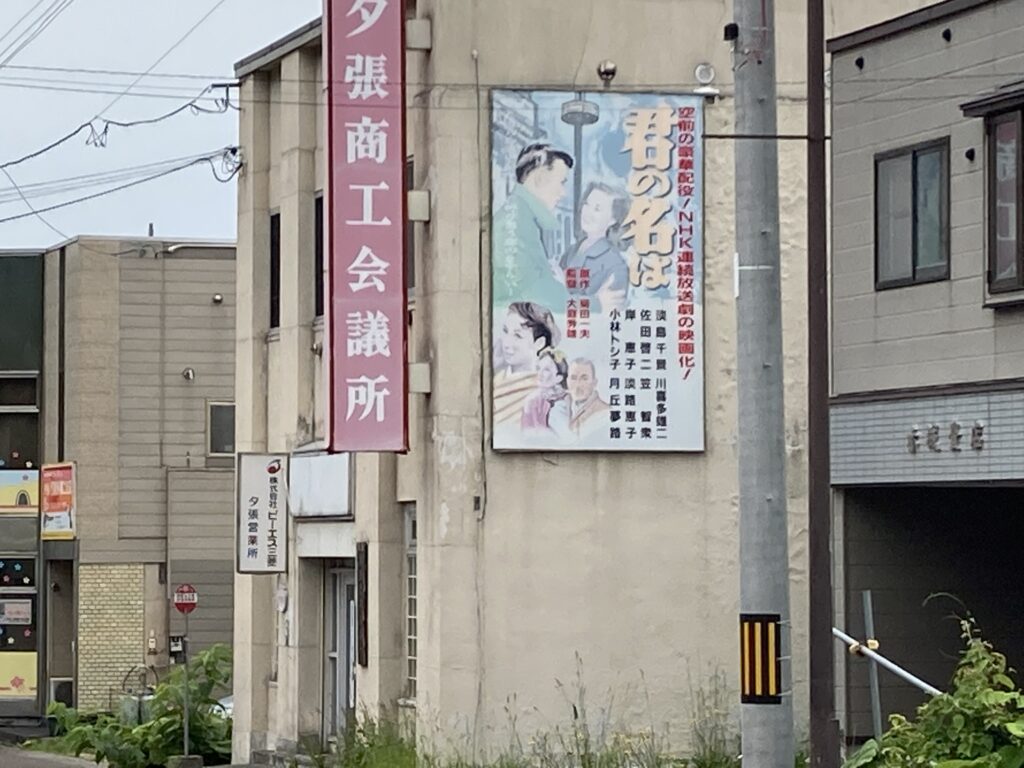 夕張商工会議所
空前の豪華配役!NHK連続放送劇の映画化!
君の名は
原作・菊田一夫
監督・大庭秀雄
淡島千景 川喜多雄二
佐田啓二 笠智衆
岸惠子 淡路恵子
小林トシ子 月丘夢路
株式会社ピーエス三菱
夕張営業所